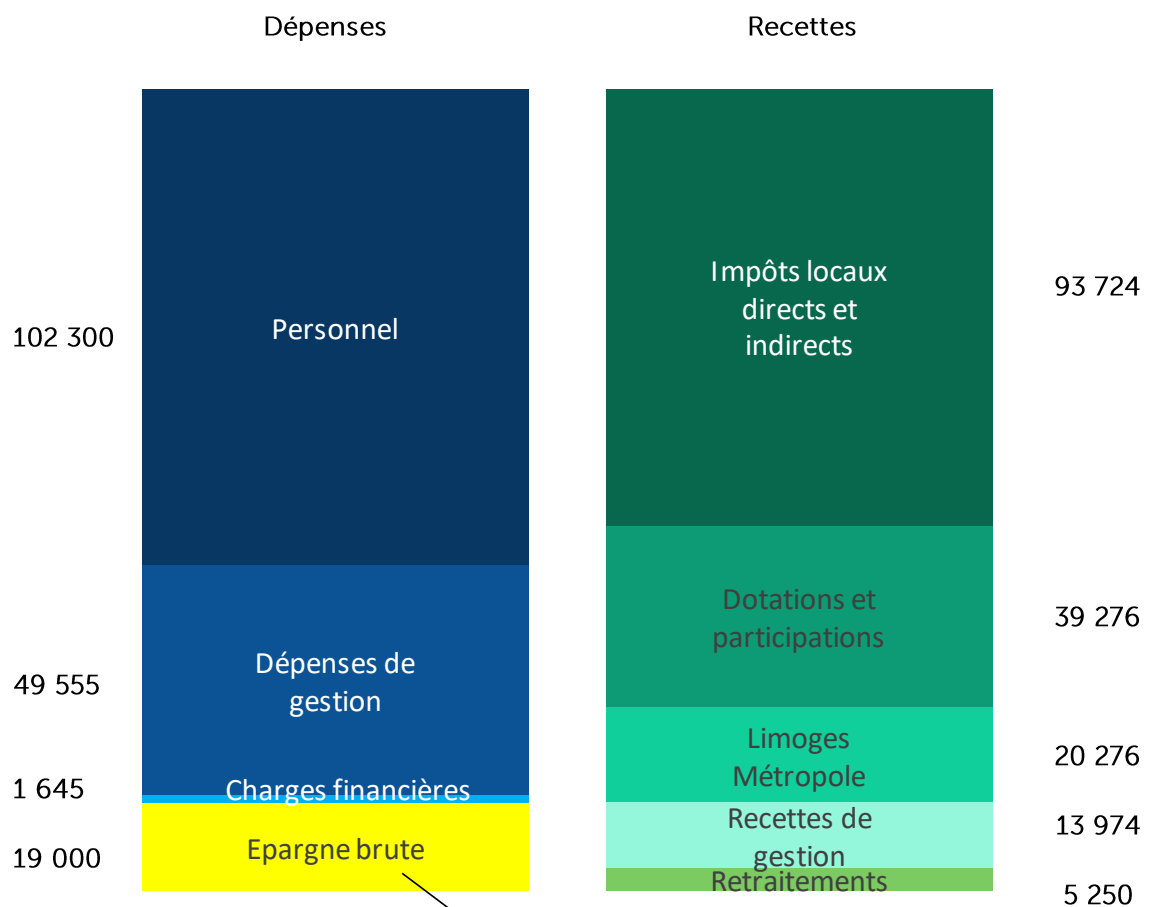 Dépenses
Recettes
102 300
Personnel
49 555
Dépenses de
gestion
1 645
Charges financières
19 000
Epargne brute
Impôts locaux
directs et
indirects
93 724
Dotations et
participations
39 276
Limoges
Métropole
20 276
Recettes de
gestion
13 974
Retraitements
5 250